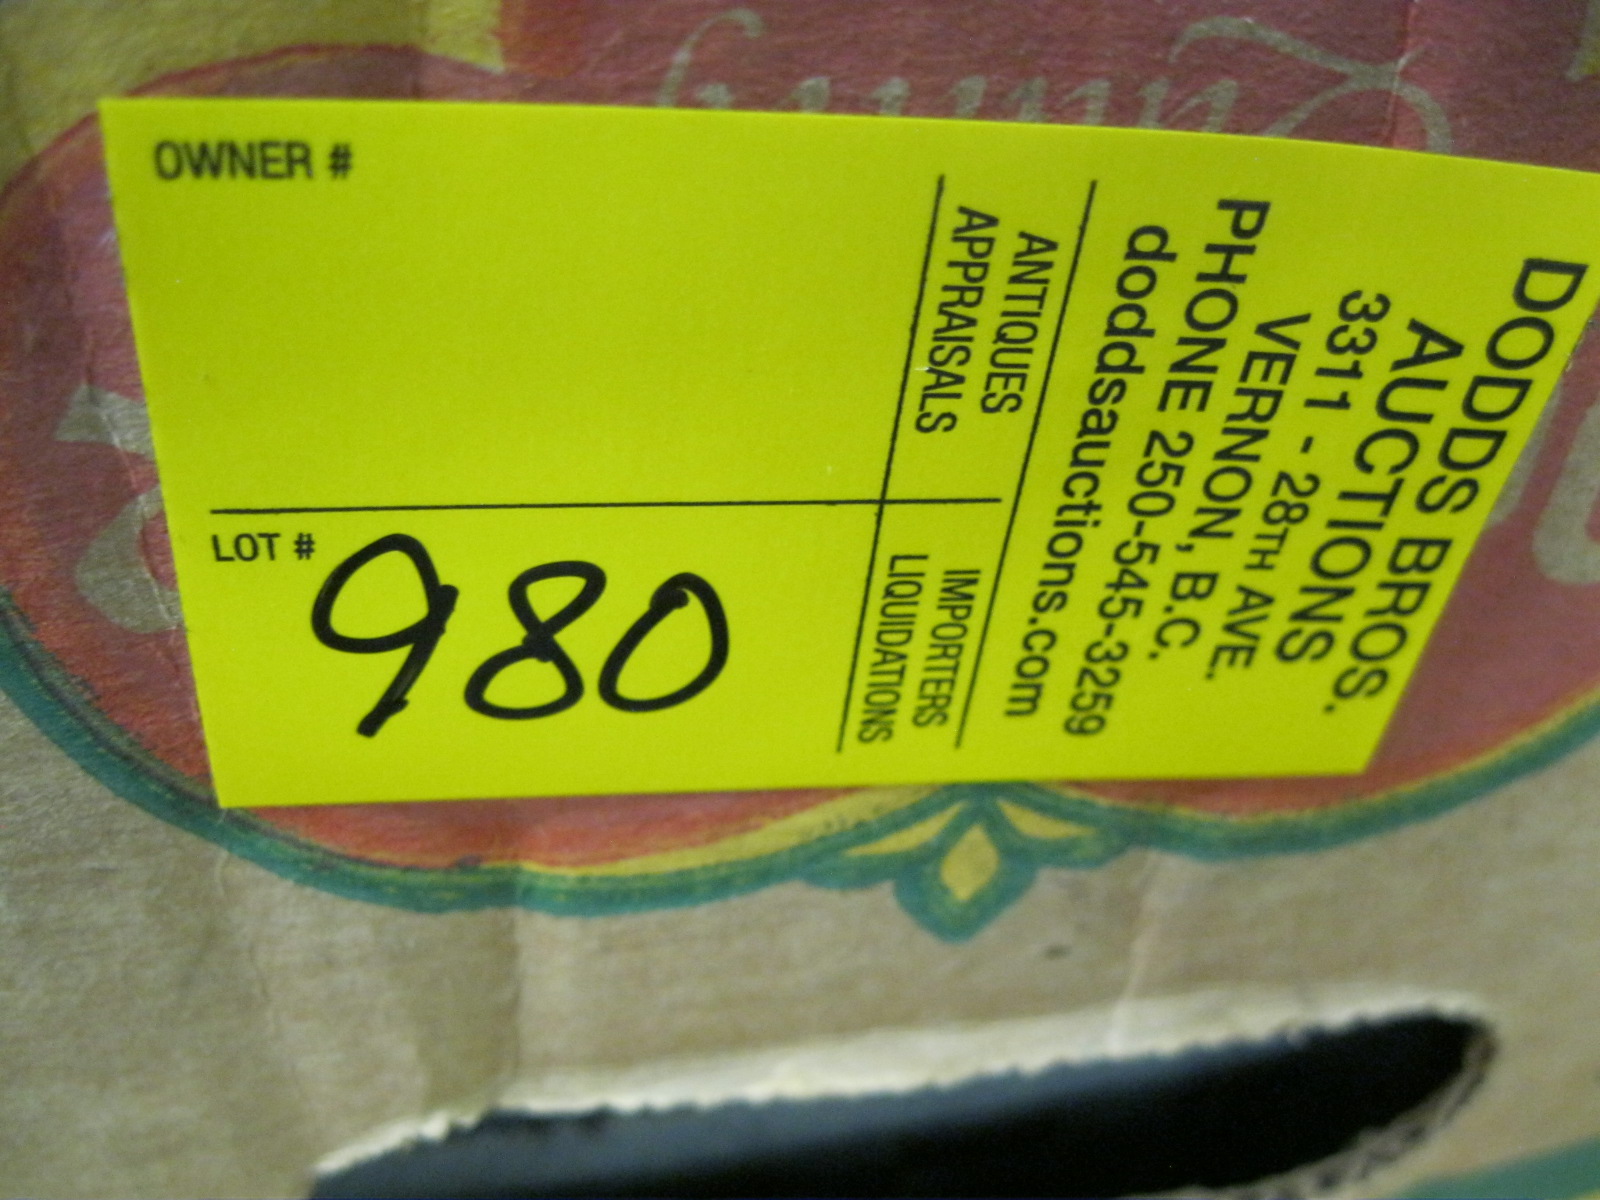 OWNER #
LOT #
980
DODDS BROS.
AUCTIONS
3311 - 28TH AVE.
VERNON, B.C.
PHONE 250-545-3259
doddsauctions.com
ANTIQUES
APPRAISALS
IMPORTERS
LIQUIDATIONS